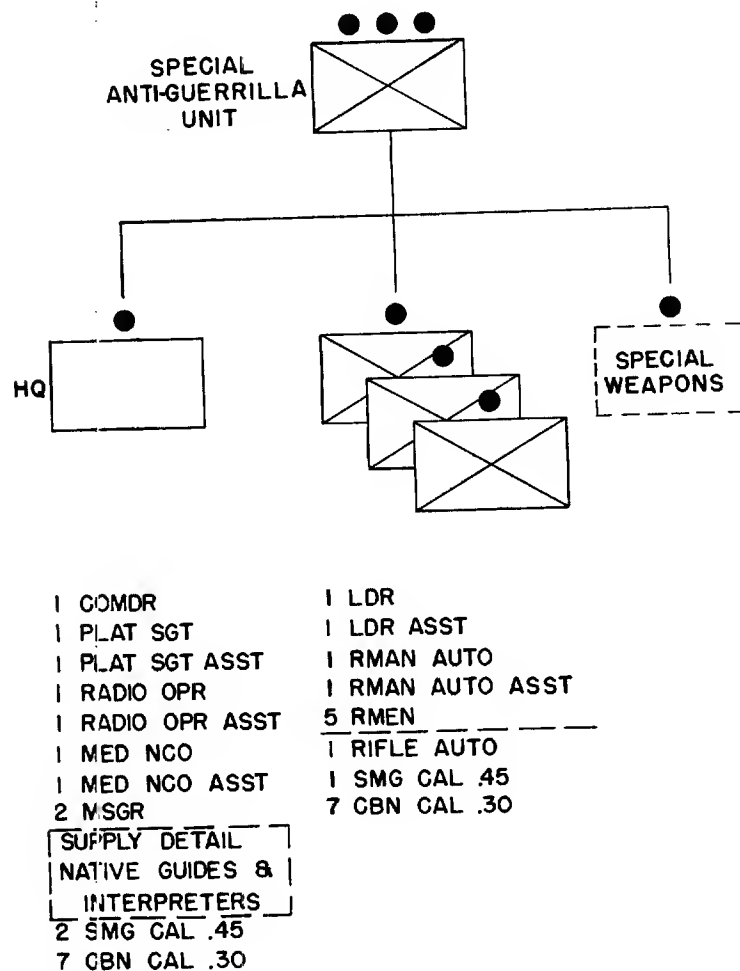 SPECIAL
ANTI-GUERRILLA
UNIT
HQ
SPECIAL
WEAPONS
1 COMDR
1 PLAT SGT
1 PLAT SGT ASST
1 RADIO OPR
1 RADIO OPR ASST
1 MED NCO
1 MED NCO ASST
2 MSGR
SUPPLY DETAIL
NATIVE GUIDES &
INTERPRETERS
2 SMG CAL .45
7 CBN CAL .30
1 LDR
1 LDR ASST
1 RMAN AUTO
1 RMAN AUTO ASST
5 RMEN
1 RIFLE AUTO
1 SMG CAL .45
7 CBN CAL .30